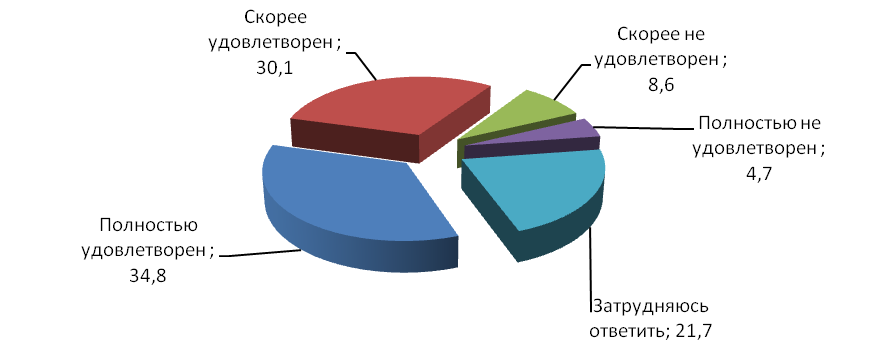 Скорее
удовлетворен ;
30,1
Скорее не
удовлетворен ;
8,6
Полностью не
удовлетворен ;
4,7
Полностью
удовлетворен ;
34,8
Затрудняюсь
ответить; 21,7